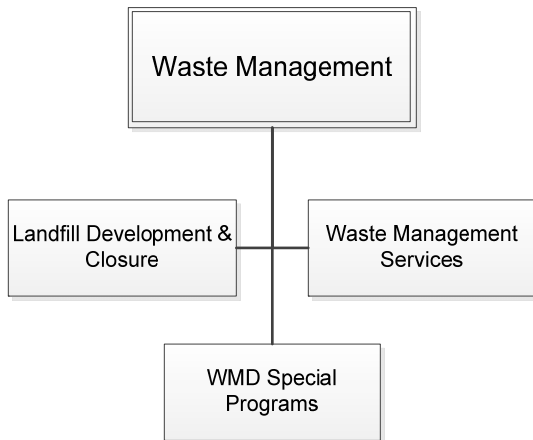 Waste Management
Landfill Development &
Closure
Waste Management
Services
WMD Special
Programs